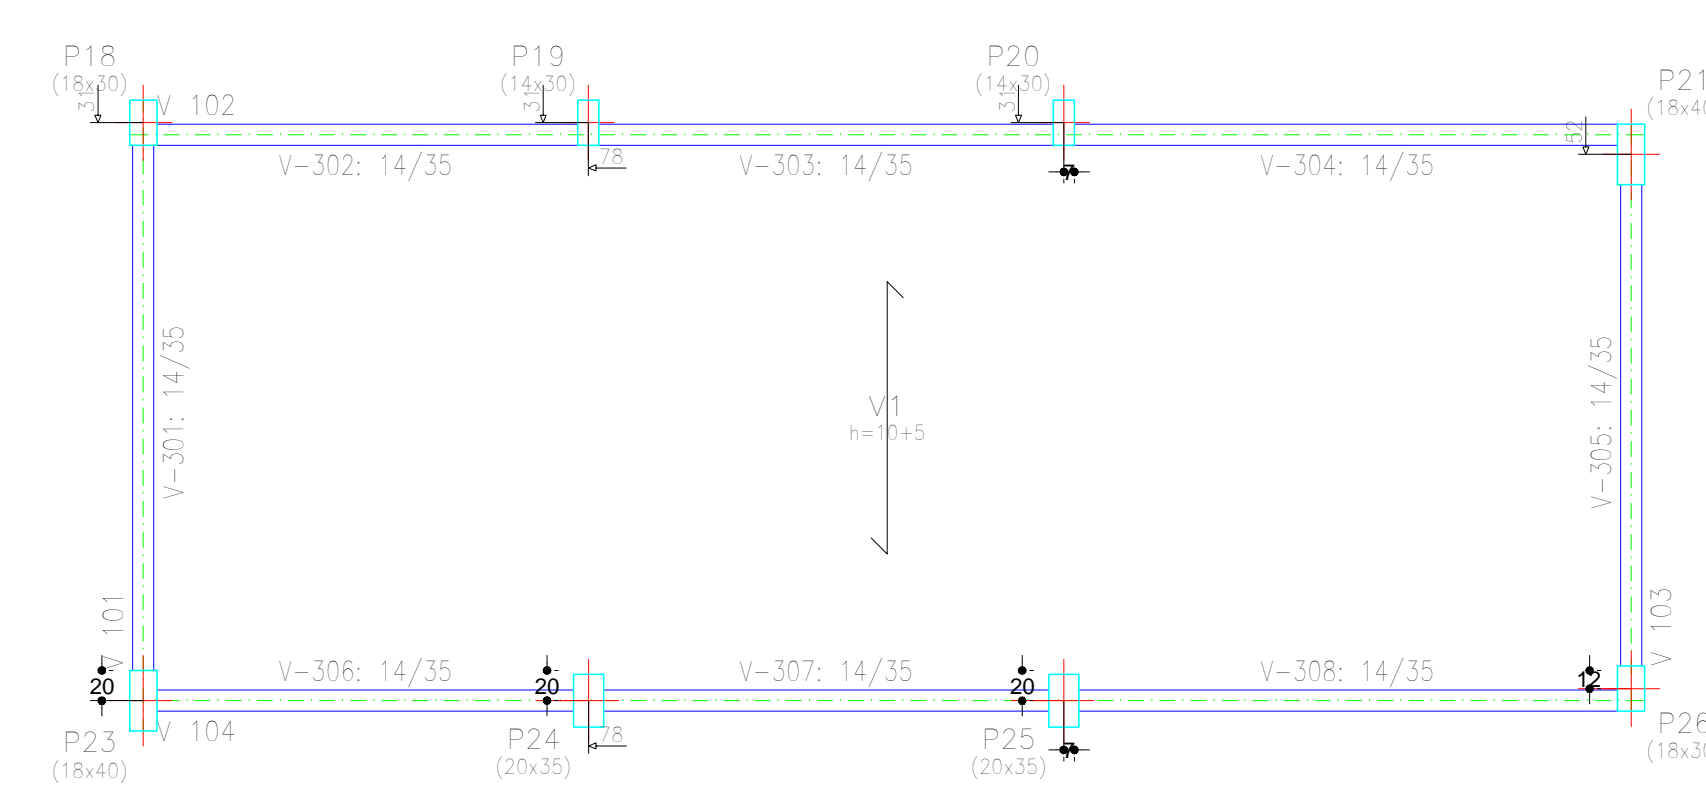 P18
(18x30)
31
V 102
P19
(14x30)
31
P20
(14x30)
31
P21
(18x40
52
V-302: 14/35
78
V-303: 14/35
7
V-304: 14/35
V-301: 14/35
V1
h=10+5
V-305: 14/35
V 101
V 103
20
V-306: 14/35
20
V-307: 14/35
20
V-308: 14/35
12
V 104
P23
(18x40)
P24
(20x35)
78
P25
(20x35)
7
P26
(18x30